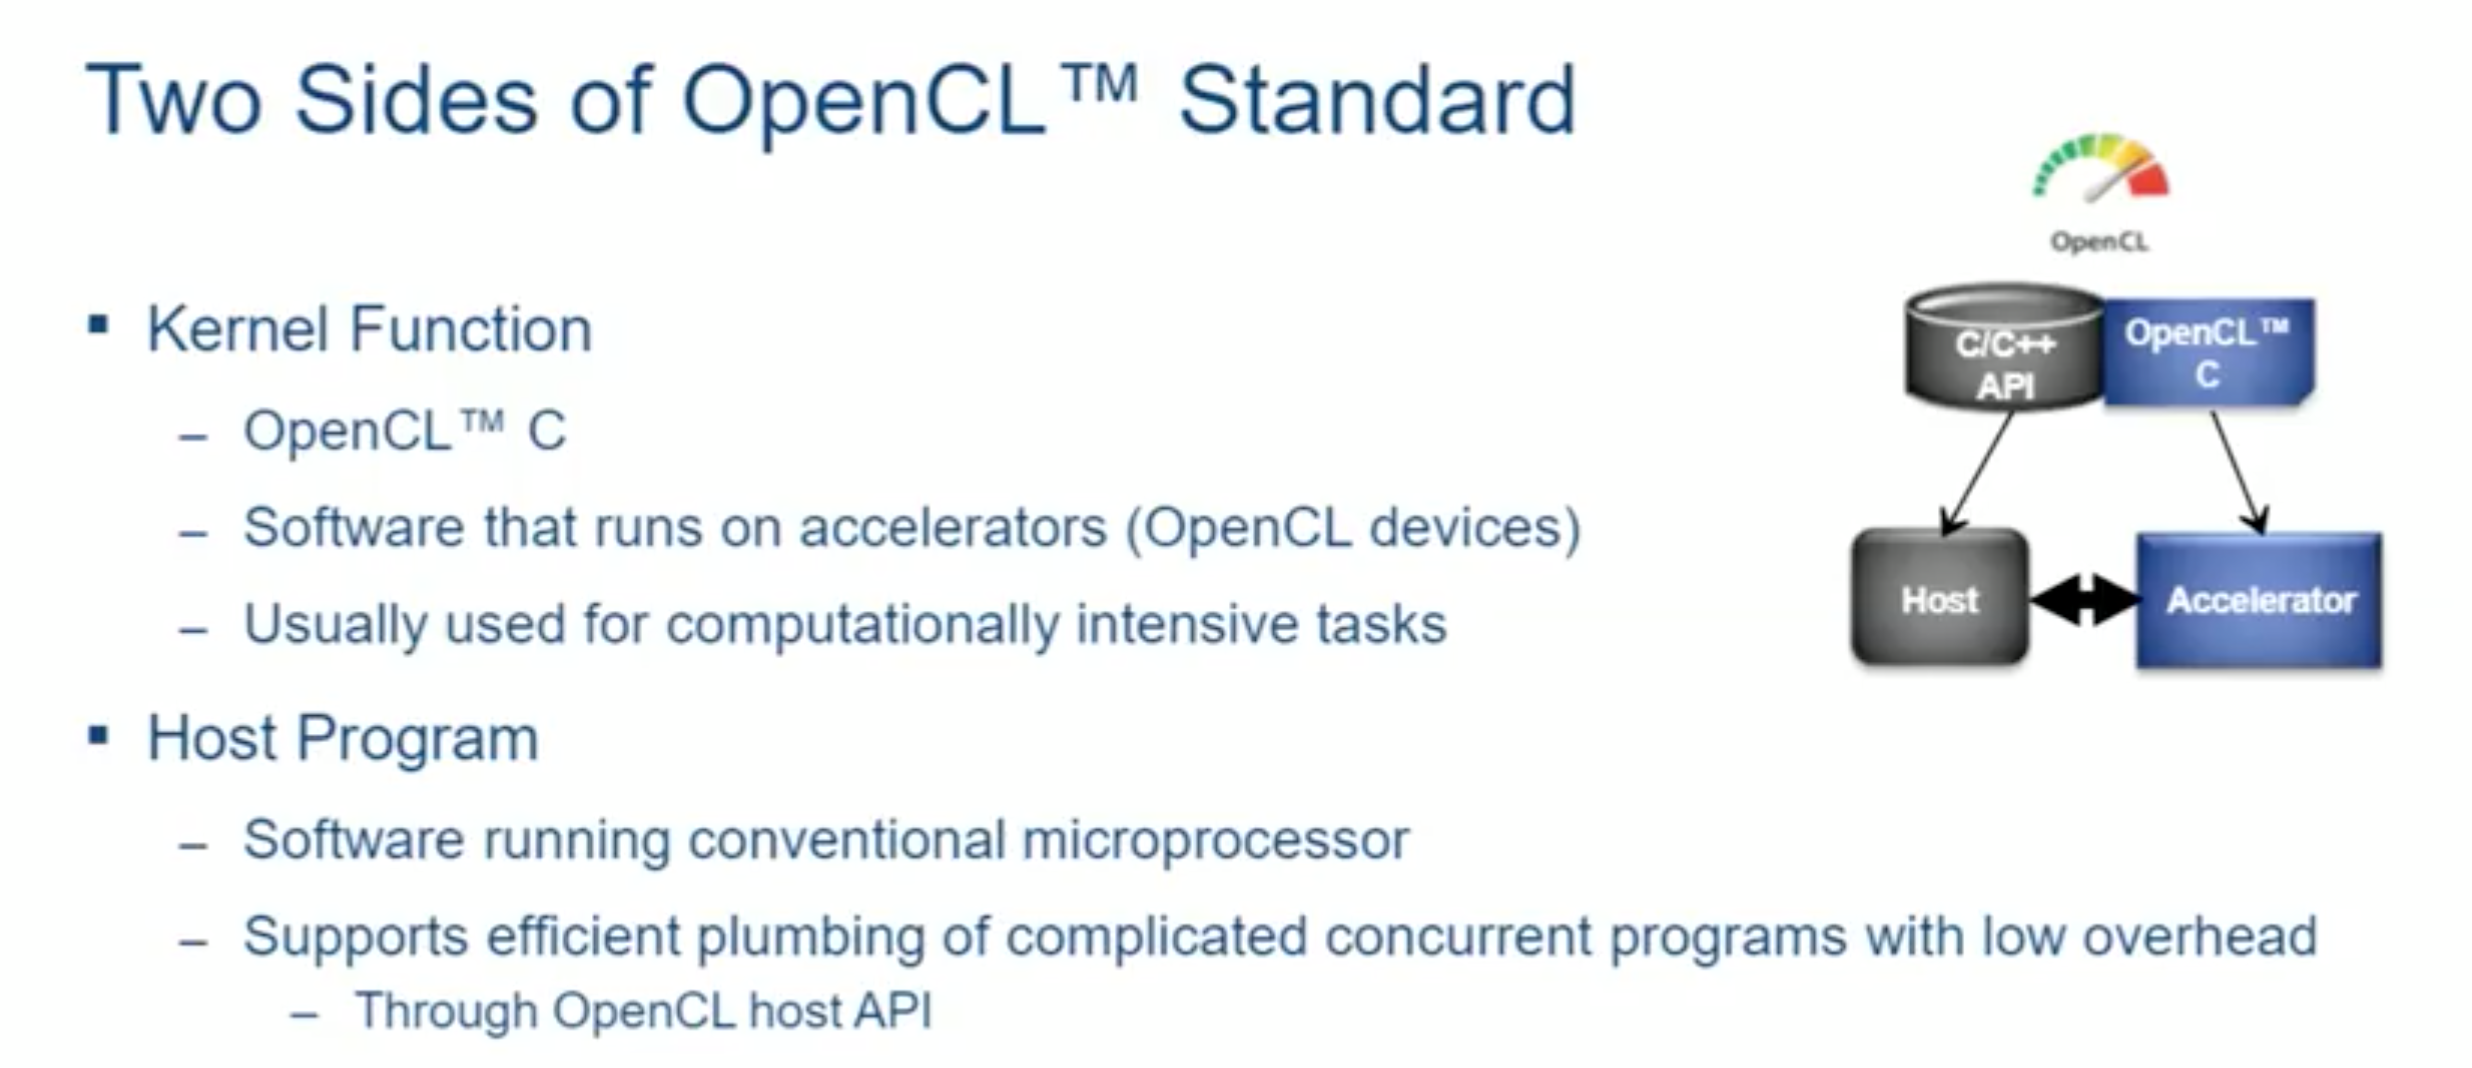 Two Sides of OpenCL™ Standard
OpenCL
▪ Kernel Function
– OpenCL™ C
– Software that runs on accelerators (OpenCL devices)
– Usually used for computationally intensive tasks
▪ Host Program
– Software running conventional microprocessor
– Supports efficient plumbing of complicated concurrent programs with low overhead
– Through OpenCL host API
C/C++
API
OpenCL™
C
Host
Accelerator